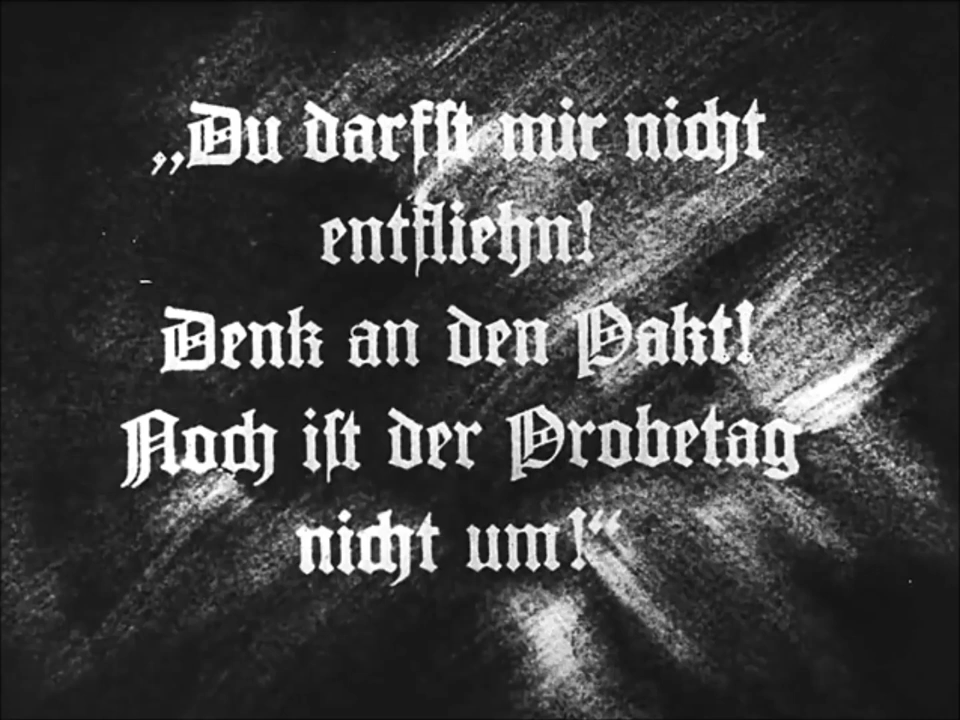 „Du darfst mir nicht
entfliehn!
Denk an den Pakt!
Noch ist der Probetag
nicht um!“